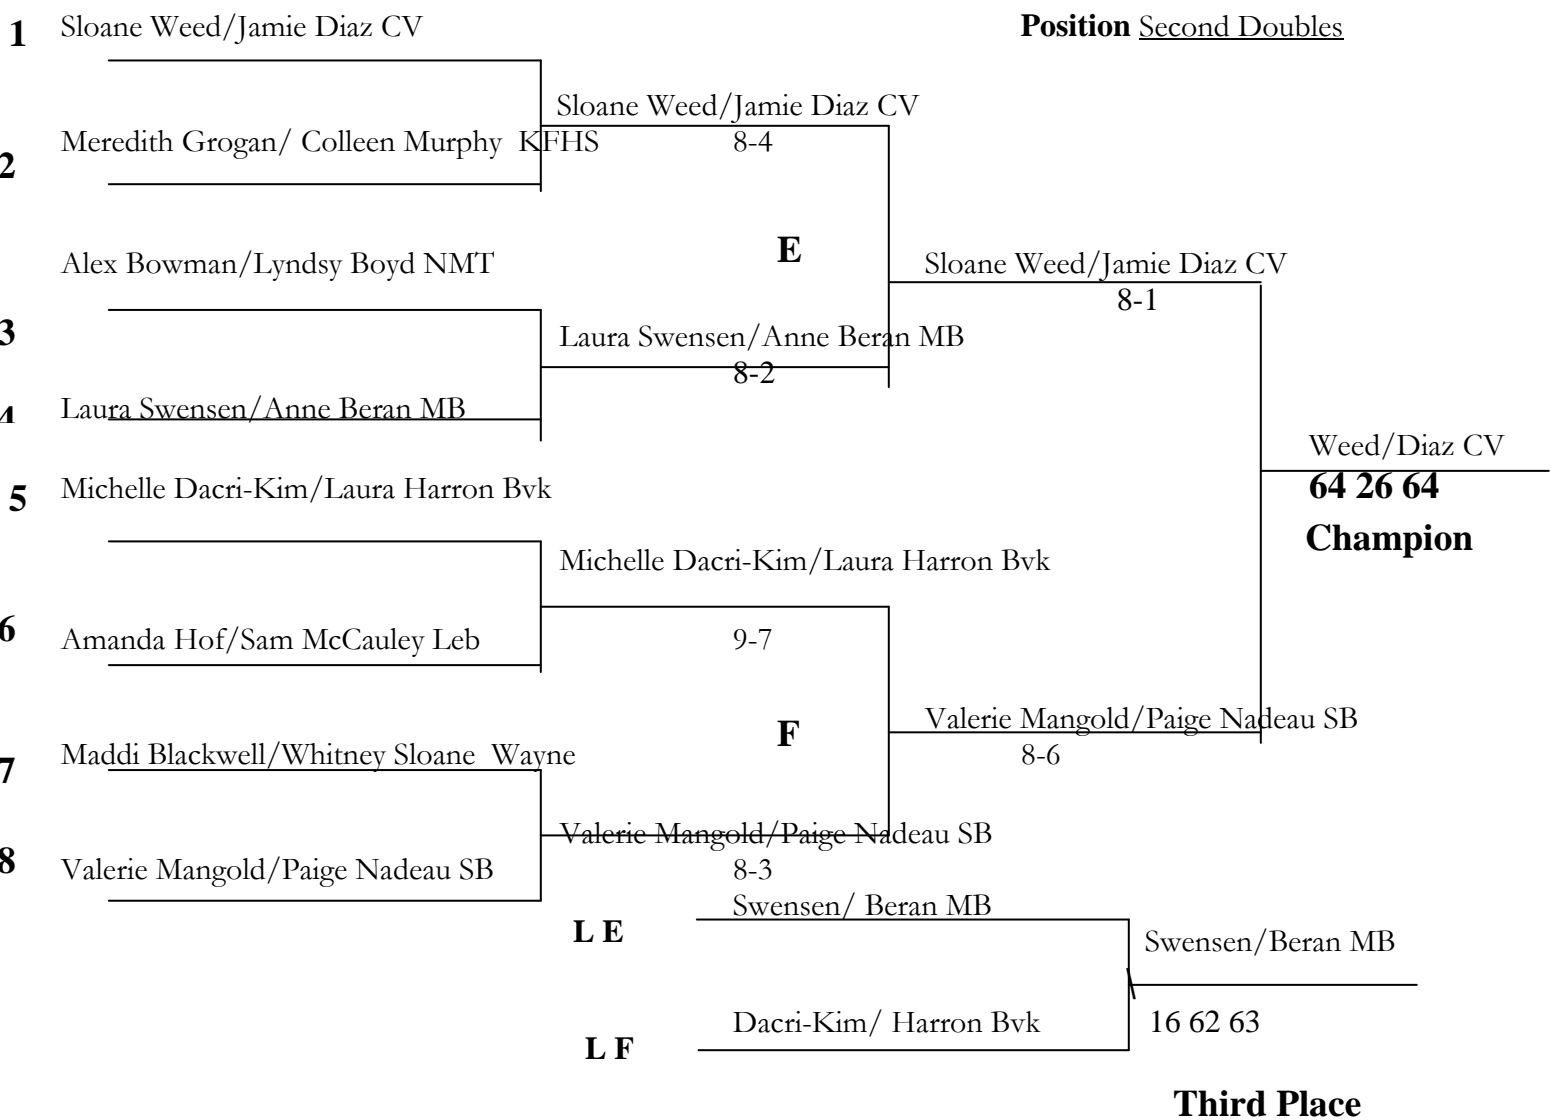 1 Sloane Weed/Jamie Diaz CV
Position Second Doubles
Sloane Weed/Jamie Diaz CV
8-4
2 Meredith Grogan/ Colleen Murphy KFHS
E
Alex Bowman/Lyndsy Boyd NMT
Sloane Weed/Jamie Diaz CV
8-1
3
Laura Swensen/Anne Beran MB
8-2
4 Laura Swensen/Anne Beran MB
Weed/Diaz CV
64 26 64
Champion
5 Michelle Dacri-Kim/Laura Harron Bvk
Michelle Dacri-Kim/Laura Harron Bvk
9-7
6 Amanda Hof/Sam McCauley Leb
F
Valerie Mangold/Paige Nadeau SB
8-6
7 Maddi Blackwell/Whitney Sloane Wayne
Valerie Mangold/Paige Nadeau SB
8-3
8 Valerie Mangold/Paige Nadeau SB
L E
Swensen/ Beran MB
Swensen/Beran MB
16 62 63
L F
Dacri-Kim/ Harron Bvk
Third Place